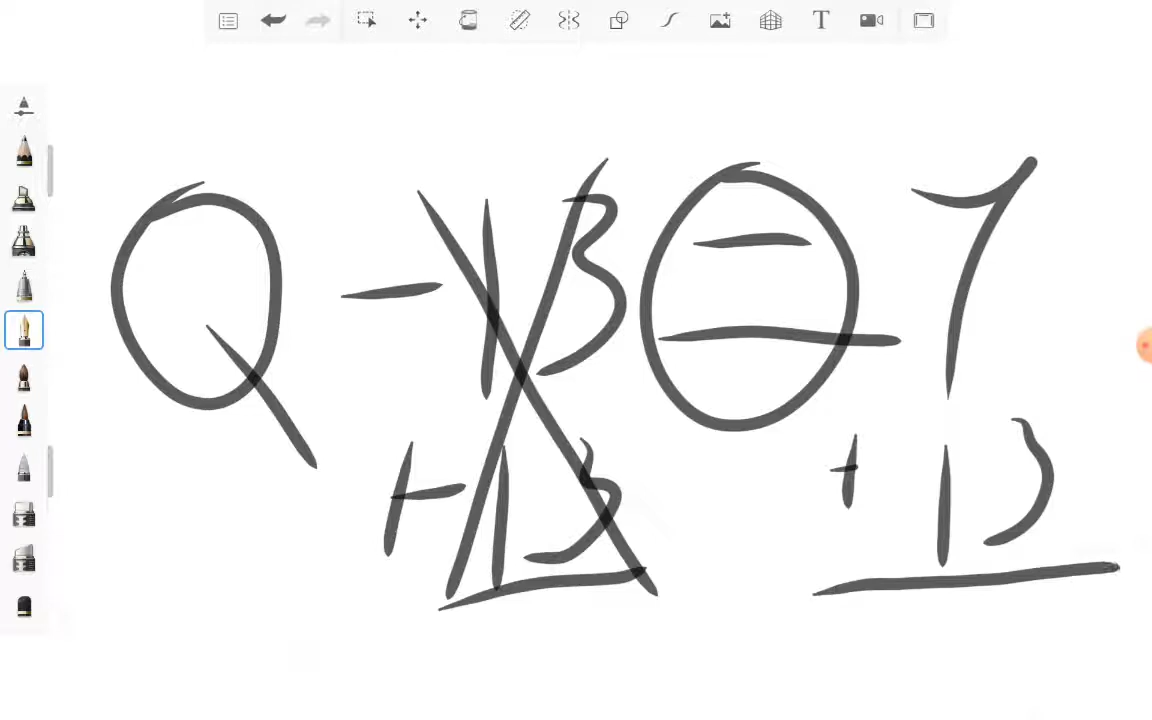 Q - 13 = 7
+13 +13
T